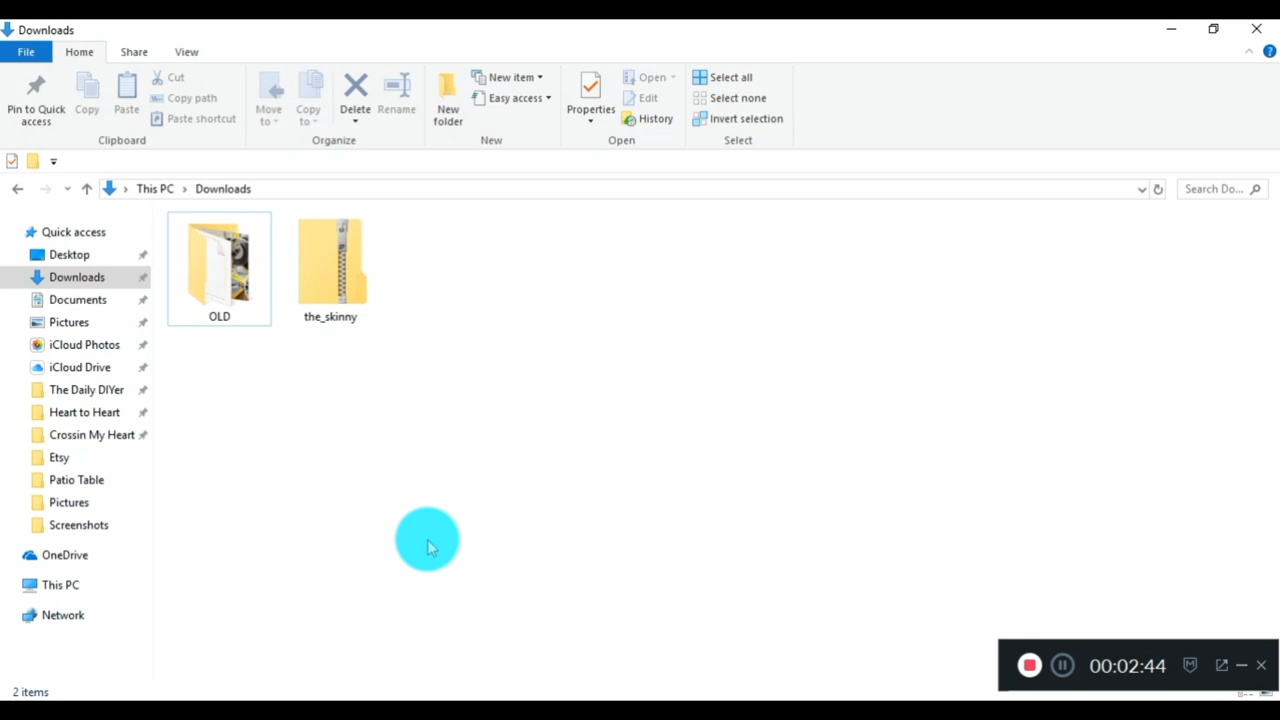 Downloads
File Home Share View
Pin to Quick access
Copy
Paste
Cut
Copy path
Paste shortcut
Clipboard
Move to
Copy to
Delete
Rename
Organize
New folder
New item
Easy access
New
Properties
Open
Edit
History
Open
Select all
Select none
Invert selection
Select
This PC > Downloads
Search Do...
Quick access
Desktop
Downloads
Documents
Pictures
iCloud Photos
iCloud Drive
The Daily DIYer
Heart to Heart
Crossin My Heart
Etsy
Patio Table
Pictures
Screenshots
OneDrive
This PC
Network
OLD
the_skinny
00:02:44
2 items